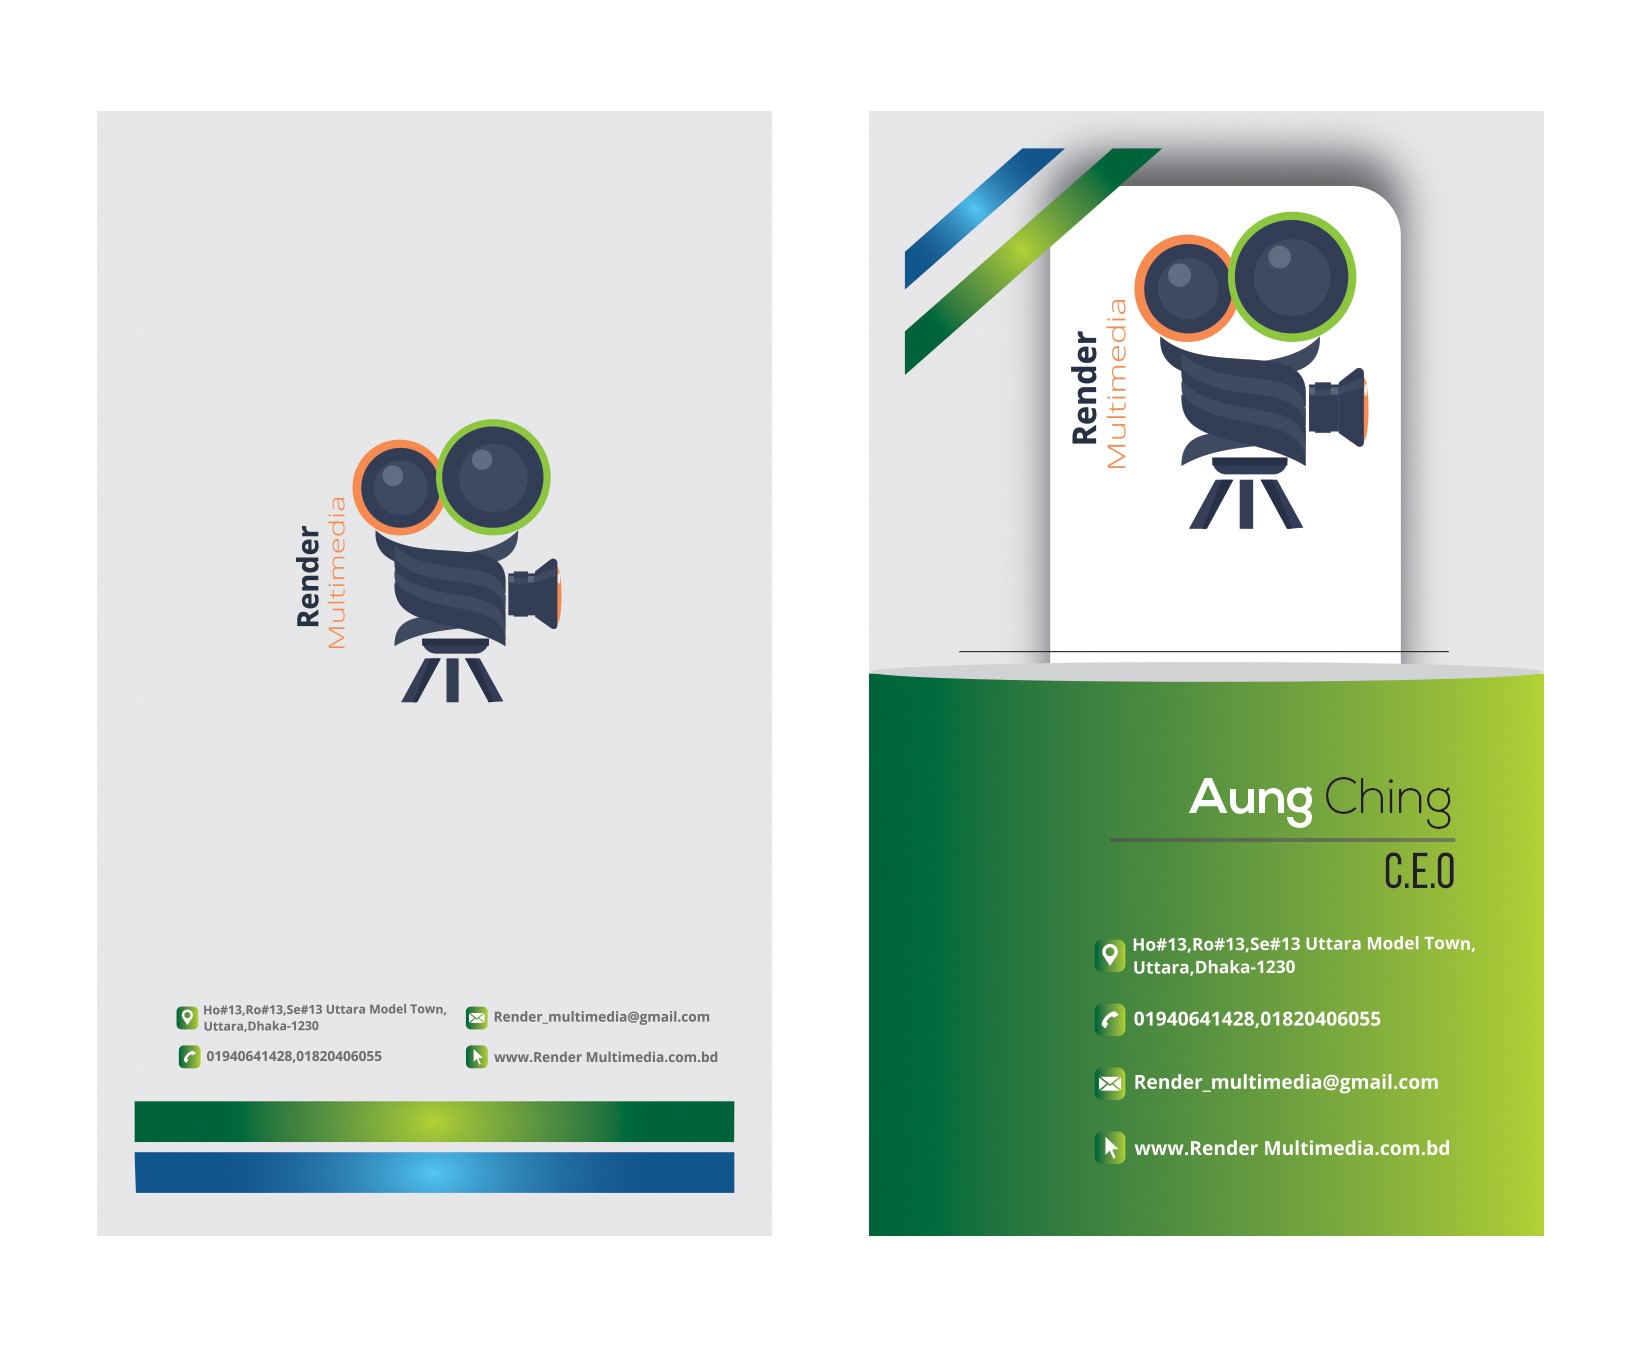 Render
Multimedia
Ho#13,Ro#13,Se#13 Uttara Model Town,
Uttara,Dhaka-1230
01940641428,01820406055
Render_multimedia@gmail.com
www.Render Multimedia.com.bd
Render
Multimedia
Aung Ching
C.E.O
Ho#13,Ro#13,Se#13 Uttara Model Town,
Uttara,Dhaka-1230
01940641428,01820406055
Render_multimedia@gmail.com
www.Render Multimedia.com.bd